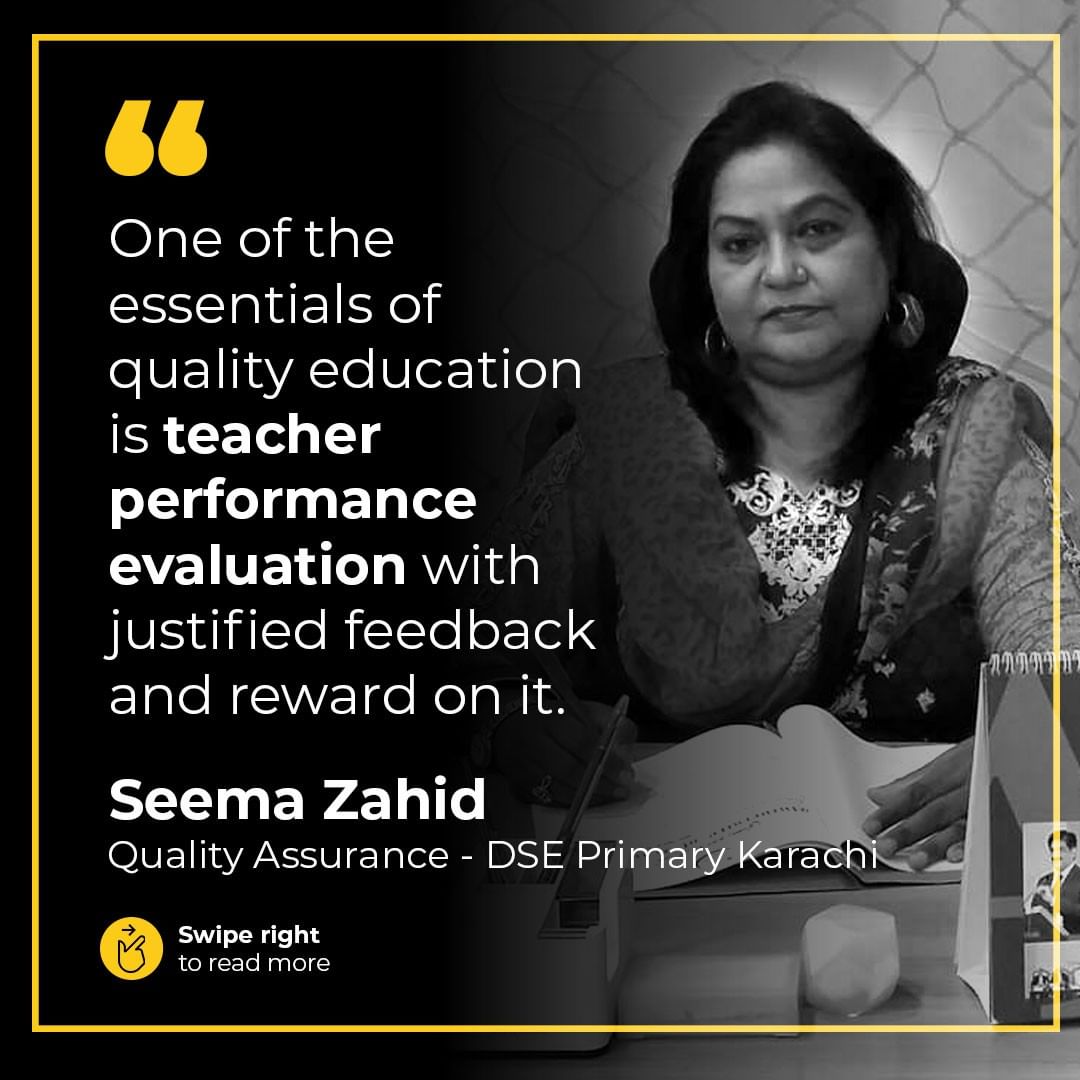 “
One of the
essentials of
quality education
is teacher
performance
evaluation with
justified feedback
and reward on it.
Seema Zahid
Quality Assurance - DSE Primary Karachi
Swipe right
to read more